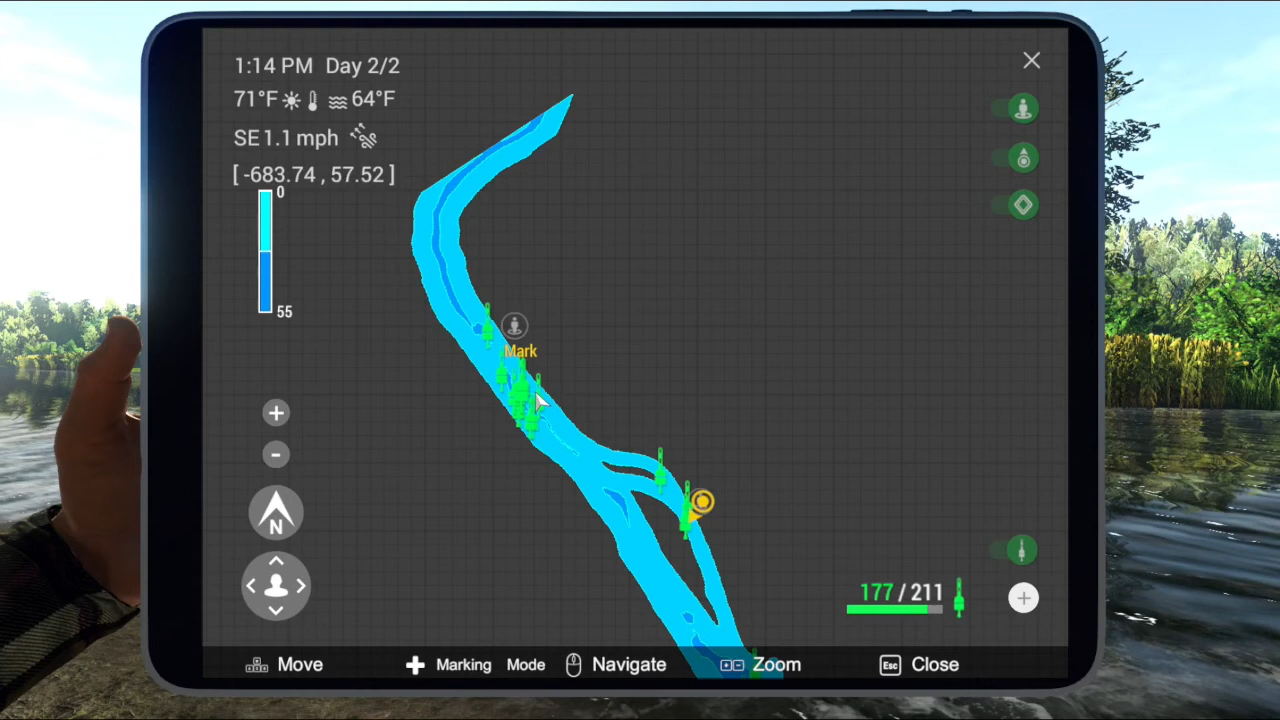 1:14 PM Day 2/2
71°F 64°F
SE 1.1 mph
[ -683.74 , 57.52 ]
0
55
Mark
+
-
N
177 / 211
+
Move
Marking Mode
Navigate
+ - Zoom
Esc Close